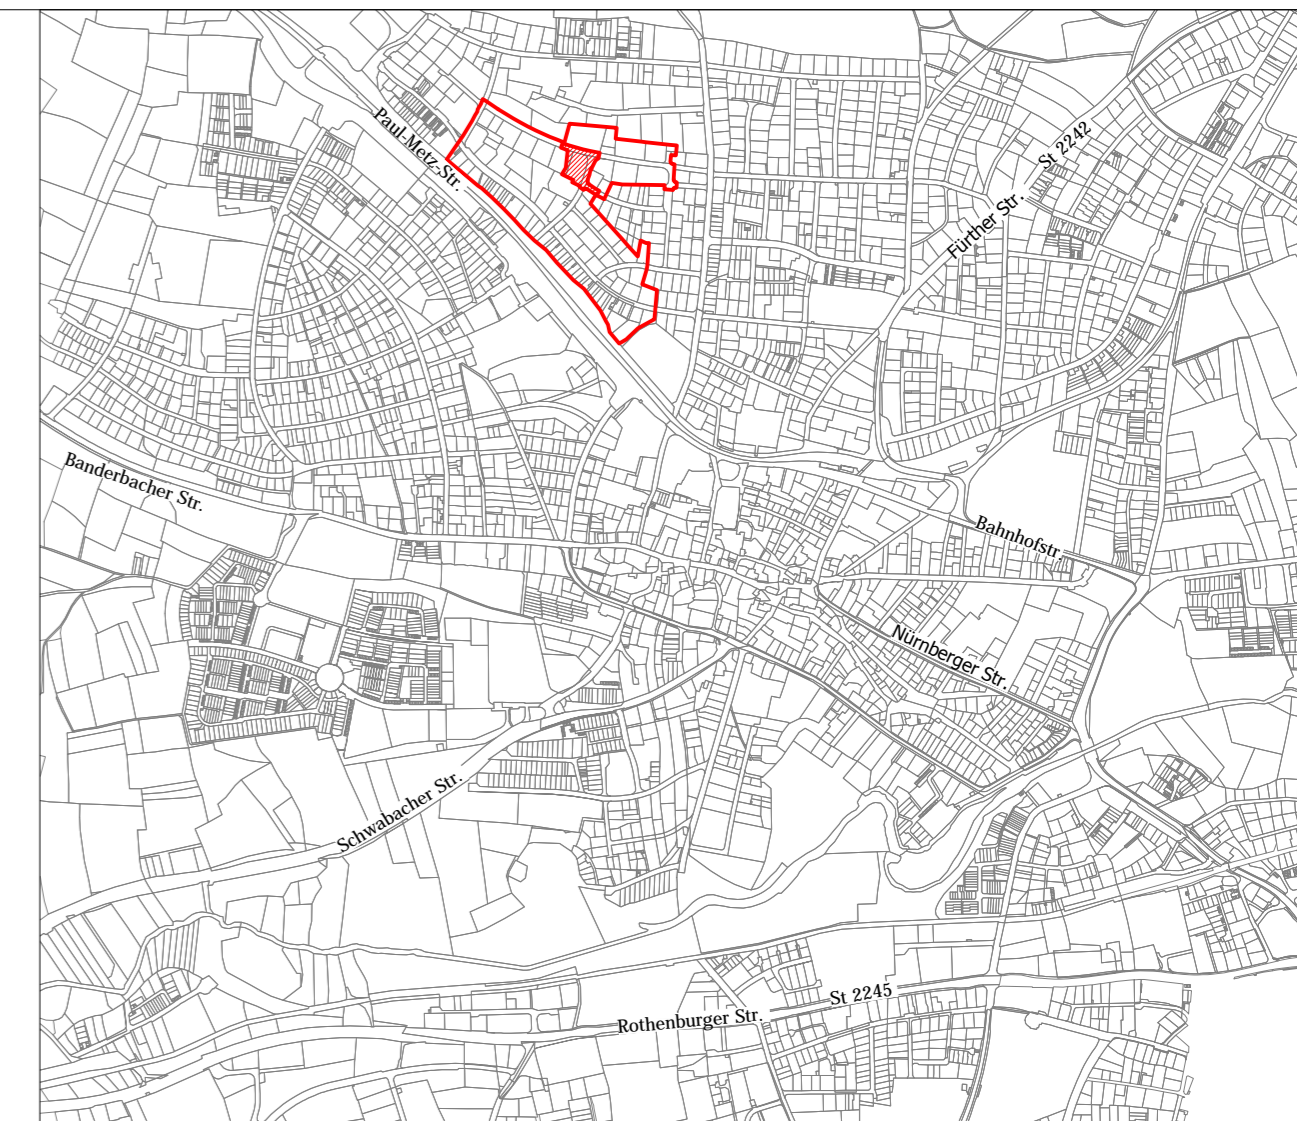 Paul-Metz-Str.
St 2242
Fürther Str.
Banderbacher Str.
Bahnhofstr.
Nürnberger Str.
Schwabacher Str.
St 2245
Rothenburger Str.